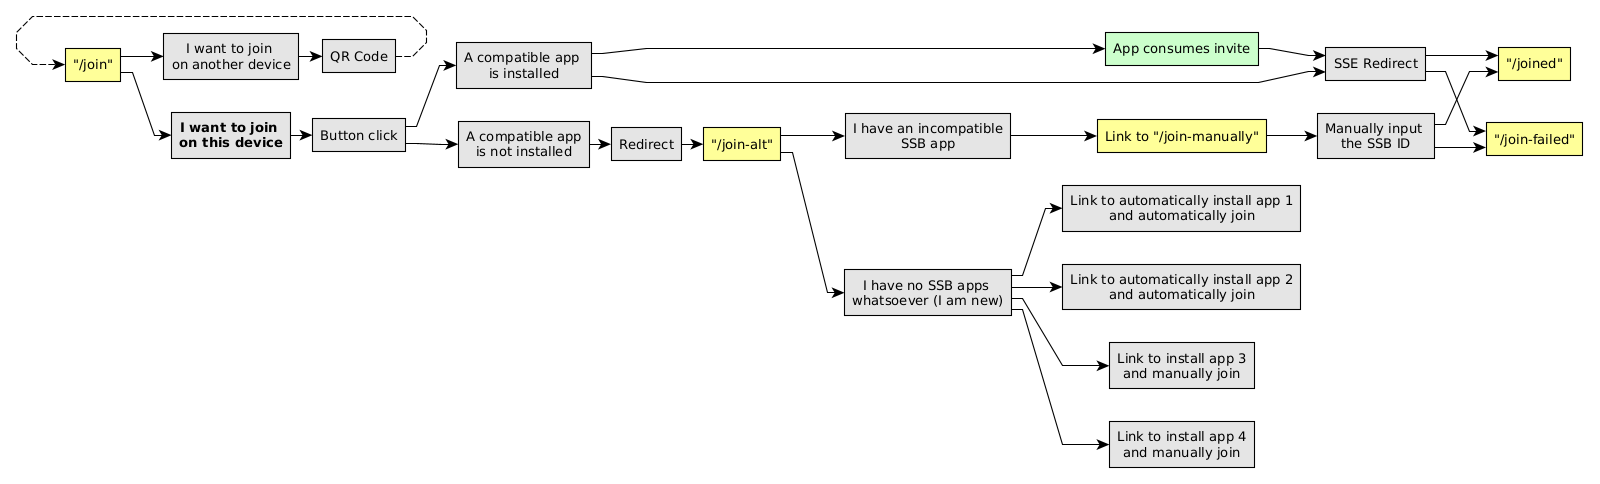 "/join"
I want to join
on another device
QR Code
I want to join
on this device
Button click
A compatible app
is installed
A compatible app
is not installed
Redirect
"/join-alt"
App consumes invite
SSE Redirect
"/joined"
I have an incompatible
SSB app
Link to "/join-manually"
Manually input
the SSB ID
"/join-failed"
I have no SSB apps
whatsoever (I am new)
Link to automatically install app 1
and automatically join
Link to automatically install app 2
and automatically join
Link to install app 3
and manually join
Link to install app 4
and manually join